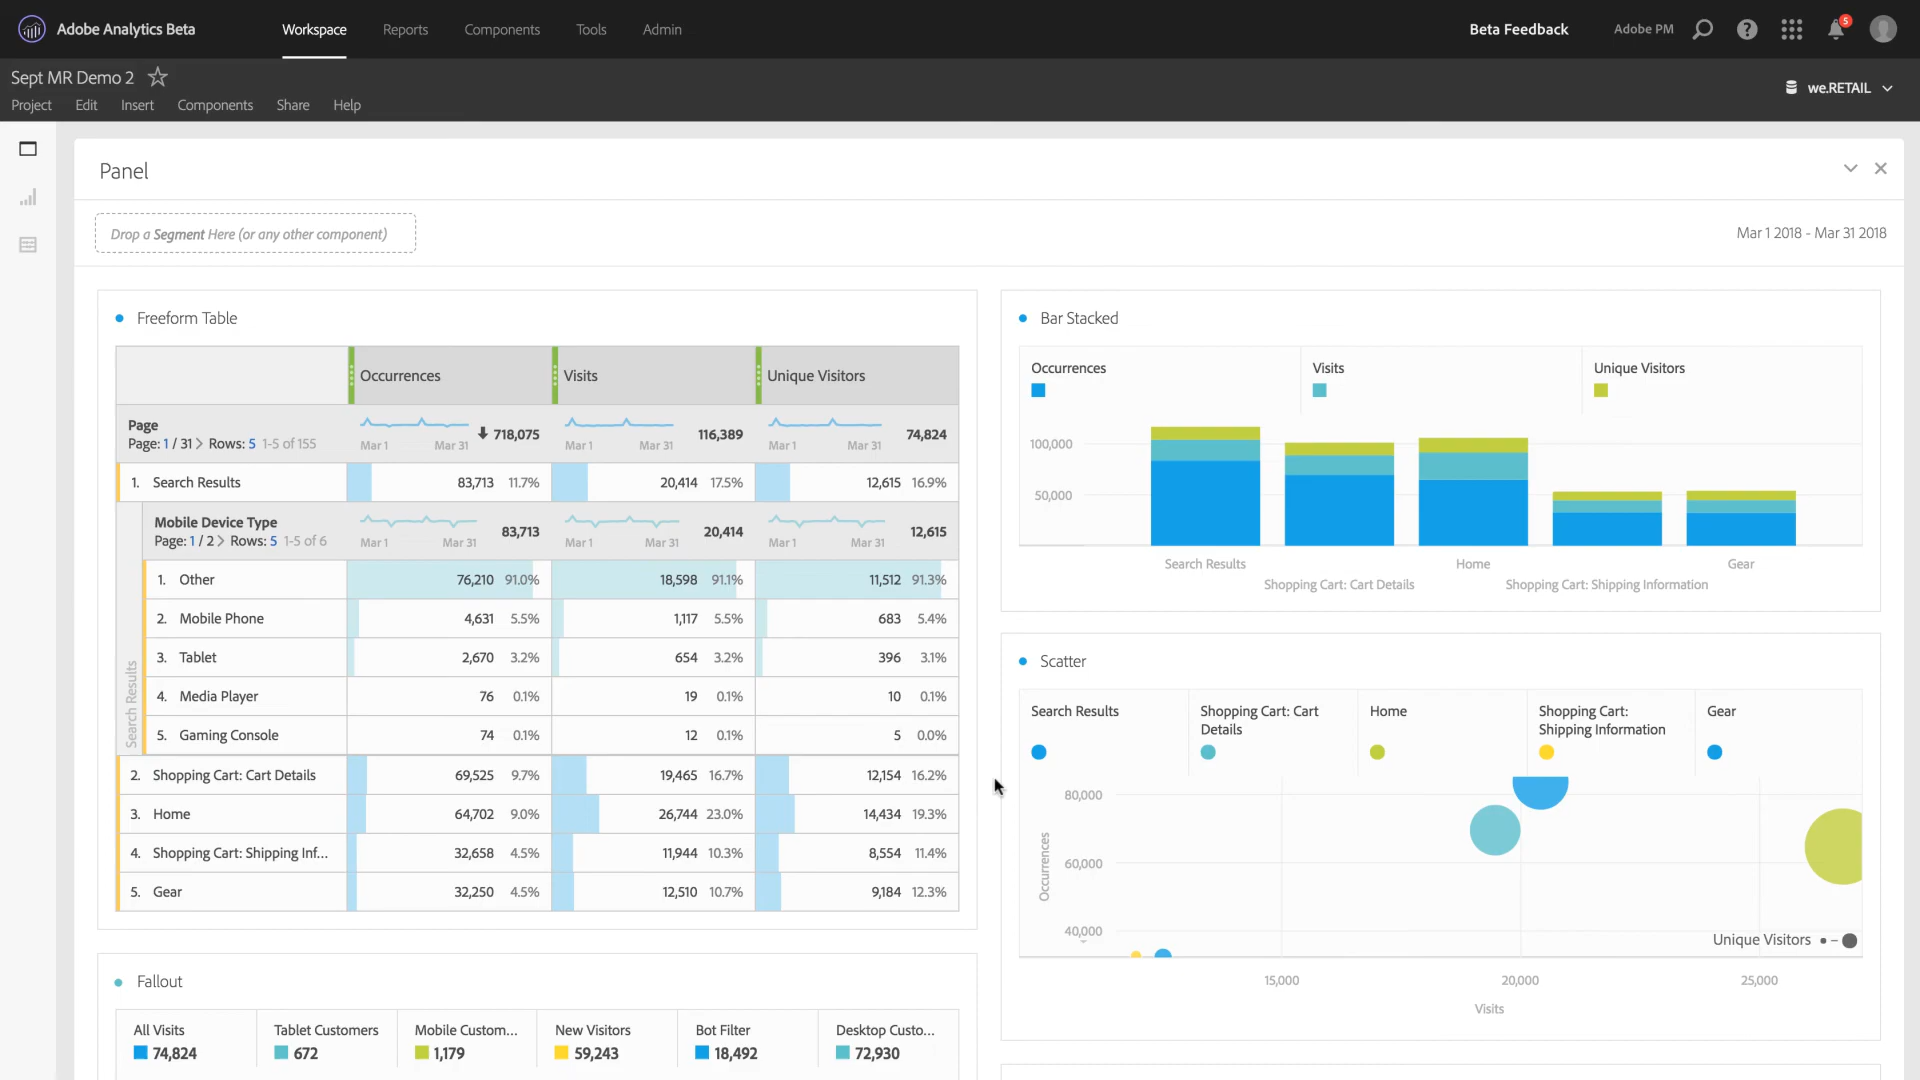 Adobe Analytics Beta
Workspace
Reports
Components
Tools
Admin
Beta Feedback
Adobe PM
?
5
Sept MR Demo 2
Project
Edit
Insert
Components
Share
Help
we.RETAIL
Panel
Drop a Segment Here (or any other component)
Mar 1 2018 - Mar 31 2018
Freeform Table
Occurrences
Visits
Unique Visitors
Page
Page: 1 / 31 > Rows: 5 1-5 of 155
Mar 1 Mar 31 718,075
Mar 1 Mar 31 116,389
Mar 1 Mar 31 74,824
1. Search Results 83,713 11.7% 20,414 17.5% 12,615 16.9%
Search Results
Mobile Device Type
Page: 1 / 2 > Rows: 5 1-5 of 6
Mar 1 Mar 31 83,713
Mar 1 Mar 31 20,414
Mar 1 Mar 31 12,615
1. Other 76,210 91.0% 18,598 91.1% 11,512 91.3%
2. Mobile Phone 4,631 5.5% 1,117 5.5% 683 5.4%
3. Tablet 2,670 3.2% 654 3.2% 396 3.1%
4. Media Player 76 0.1% 19 0.1% 10 0.1%
5. Gaming Console 74 0.1% 12 0.1% 5 0.0%
2. Shopping Cart: Cart Details 69,525 9.7% 19,465 16.7% 12,154 16.2%
3. Home 64,702 9.0% 26,744 23.0% 14,434 19.3%
4. Shopping Cart: Shipping Inf... 32,658 4.5% 11,944 10.3% 8,554 11.4%
5. Gear 32,250 4.5% 12,510 10.7% 9,184 12.3%
Bar Stacked
Occurrences
Visits
Unique Visitors
100,000
50,000
Search Results
Home
Gear
Shopping Cart: Cart Details
Shopping Cart: Shipping Information
Scatter
Search Results
Shopping Cart: Cart
Details
Home
Shopping Cart:
Shipping Information
Gear
80,000
60,000
40,000
Occurrences
Unique Visitors
15,000
20,000
25,000
Visits
Fallout
All Visits
74,824
Tablet Customers
672
Mobile Custom...
1,179
New Visitors
59,243
Bot Filter
18,492
Desktop Custo...
72,930